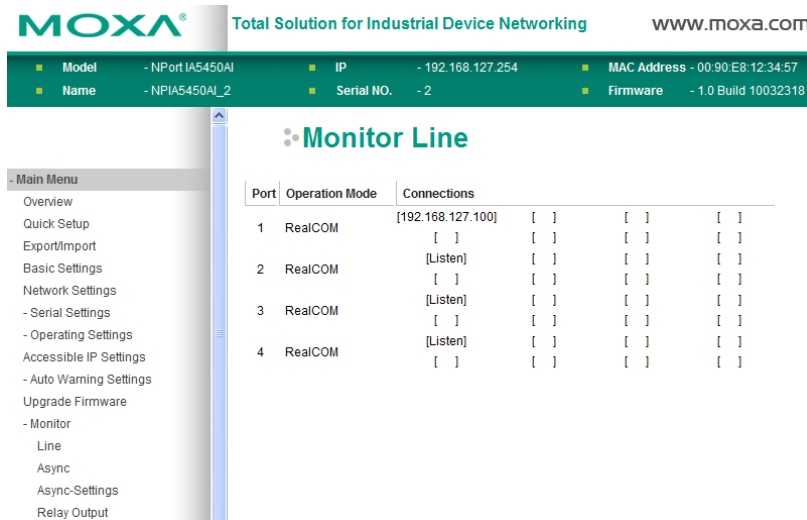 MOXA® Total Solution for Industrial Device Networking www.moxa.com
Model - NPort IA5450AI IP - 192.168.127.254 MAC Address - 00:90:E8:12:34:57
Name - NPIA5450AI_2 Serial NO. - 2 Firmware - 1.0 Build 10032318
- Main Menu
Overview
Quick Setup
Export/Import
Basic Settings
Network Settings
- Serial Settings
- Operating Settings
Accessible IP Settings
- Auto Warning Settings
Upgrade Firmware
- Monitor
Line
Async
Async-Settings
Relay Output
Monitor Line
Port Operation Mode Connections
1 RealCOM [192.168.127.100] [ ] [ ] [ ]
[ ] [ ] [ ] [ ]
2 RealCOM [Listen] [ ] [ ] [ ]
[ ] [ ] [ ] [ ]
3 RealCOM [Listen] [ ] [ ] [ ]
[ ] [ ] [ ] [ ]
4 RealCOM [Listen] [ ] [ ] [ ]
[ ] [ ] [ ] [ ]